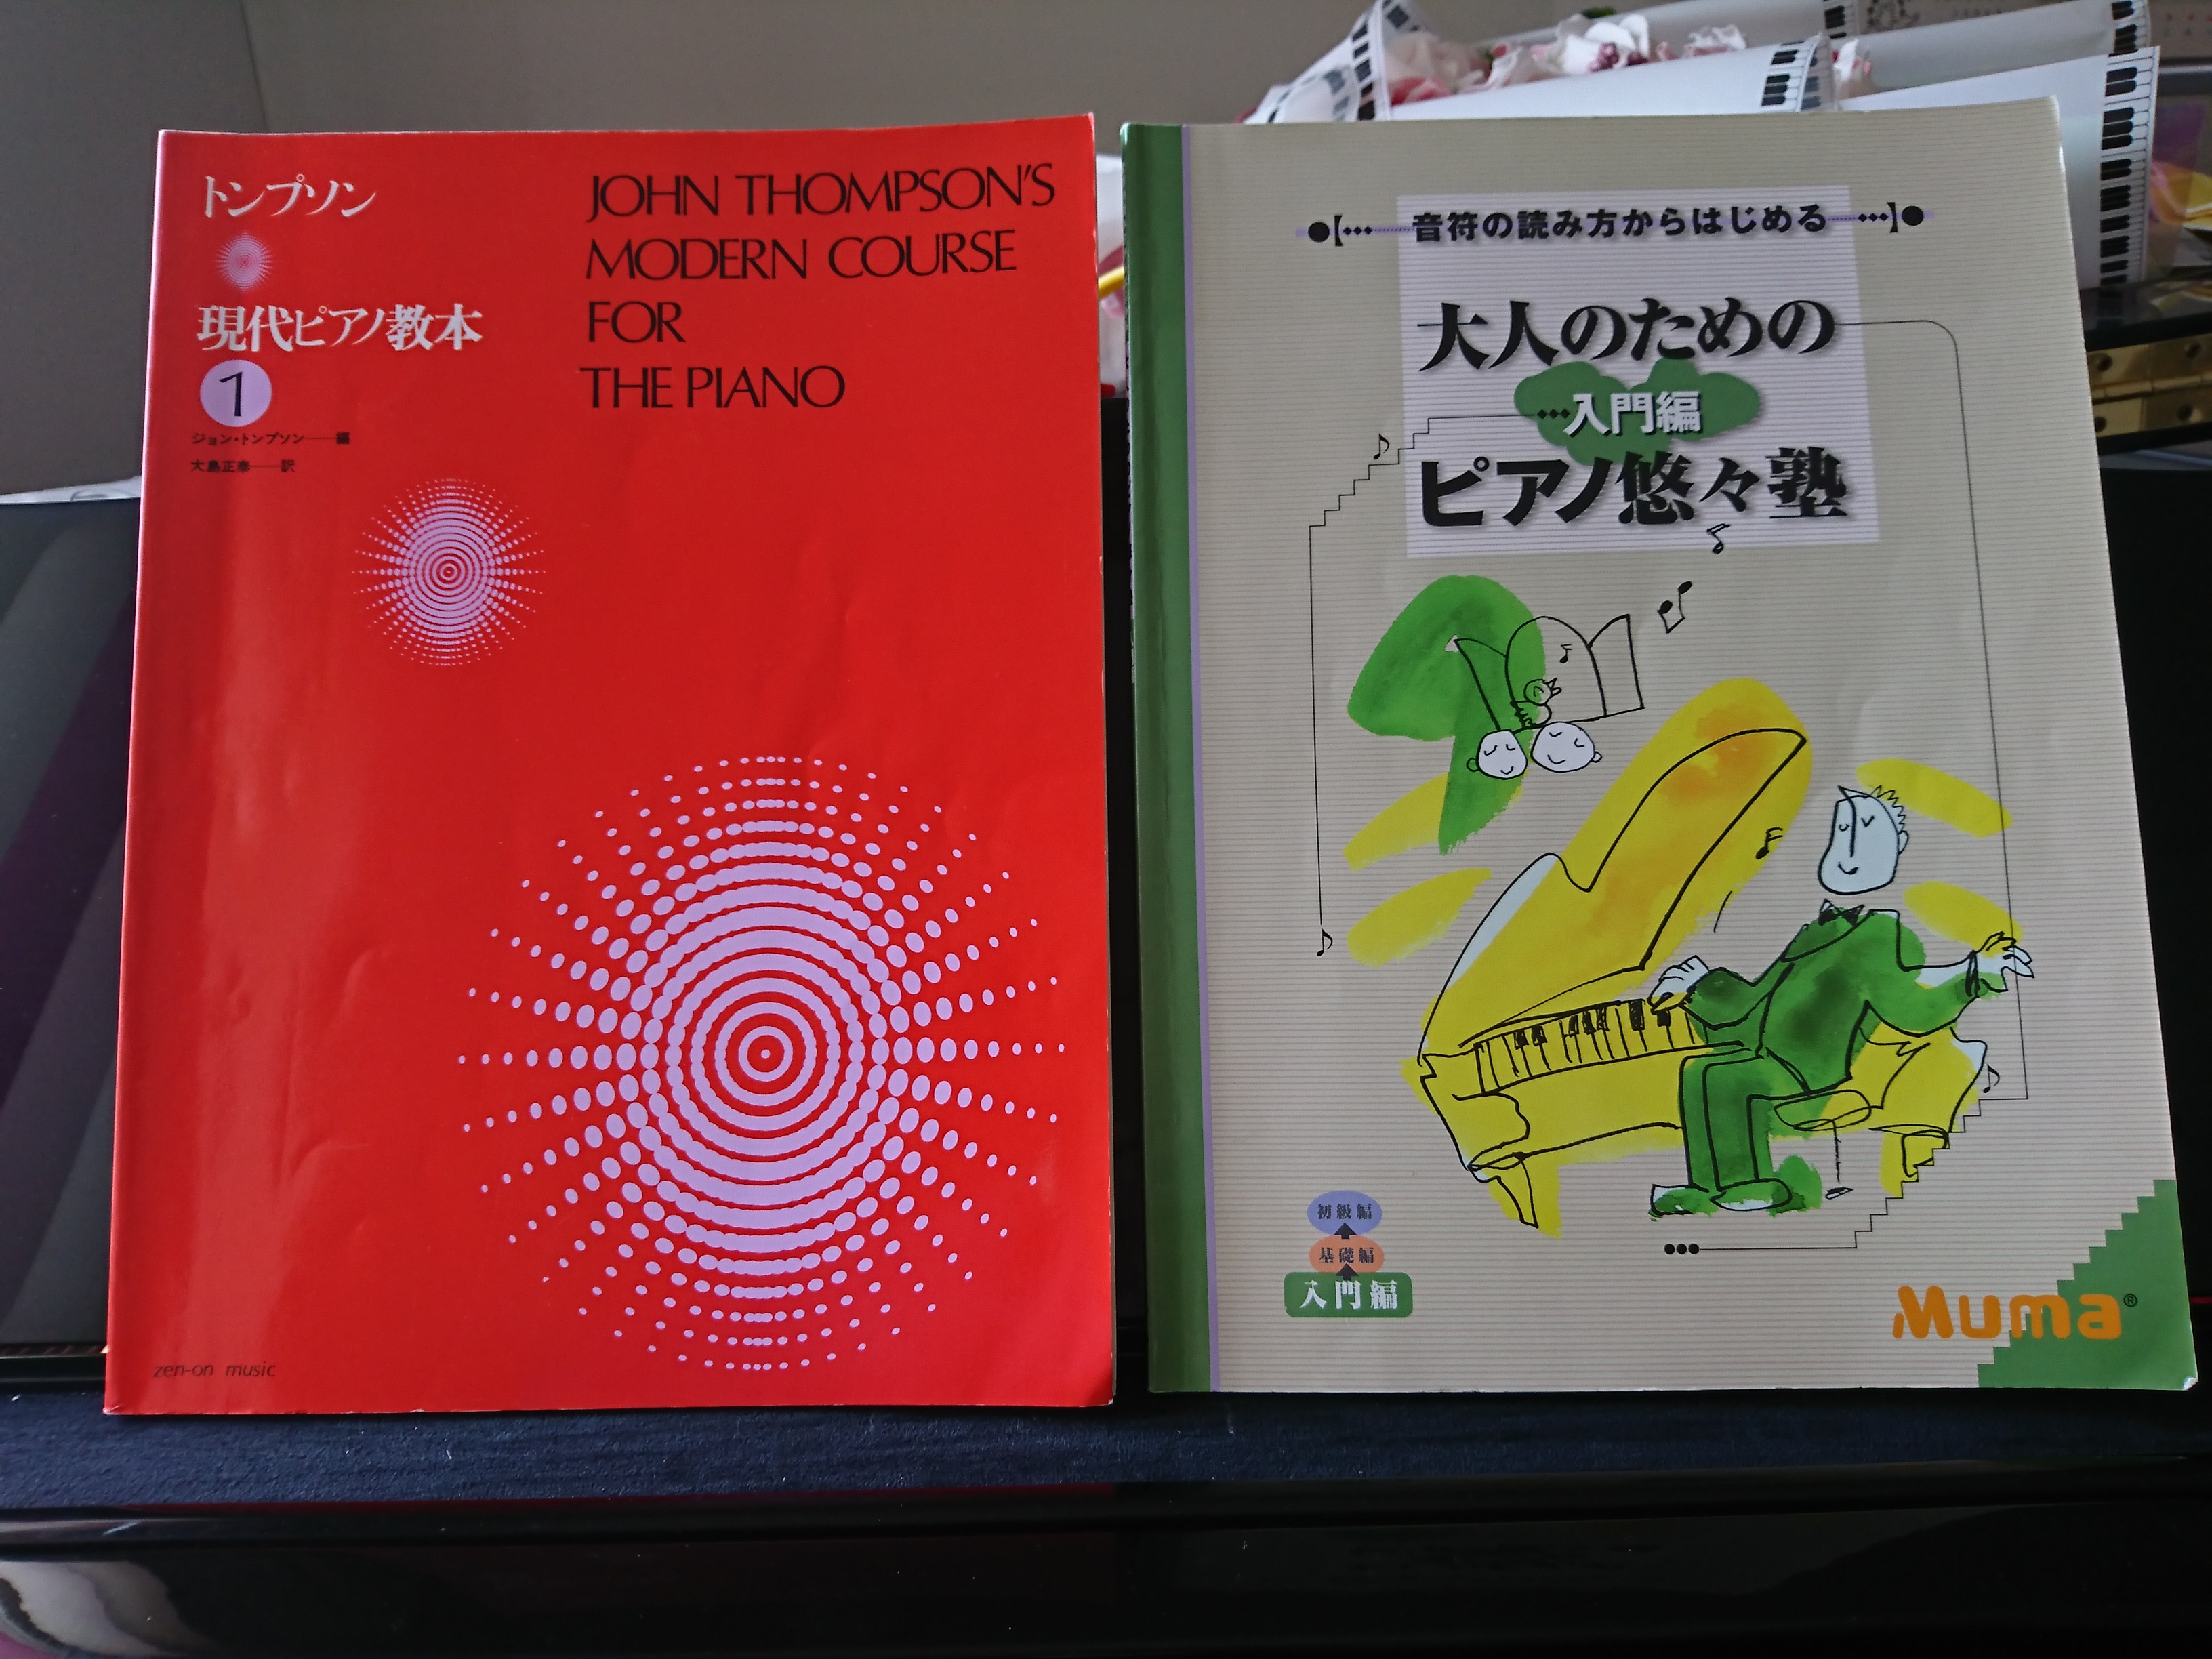 トンプソン
現代ピアノ教本
1
ジョン・トンプソン――編
大島正泰――訳
JOHN THOMPSON'S
MODERN COURSE
FOR
THE PIANO
zen-on music
音符の読み方からはじめる
大人のための
入門編
ピアノ悠々塾
初級編
基礎編
入門編
Muma®